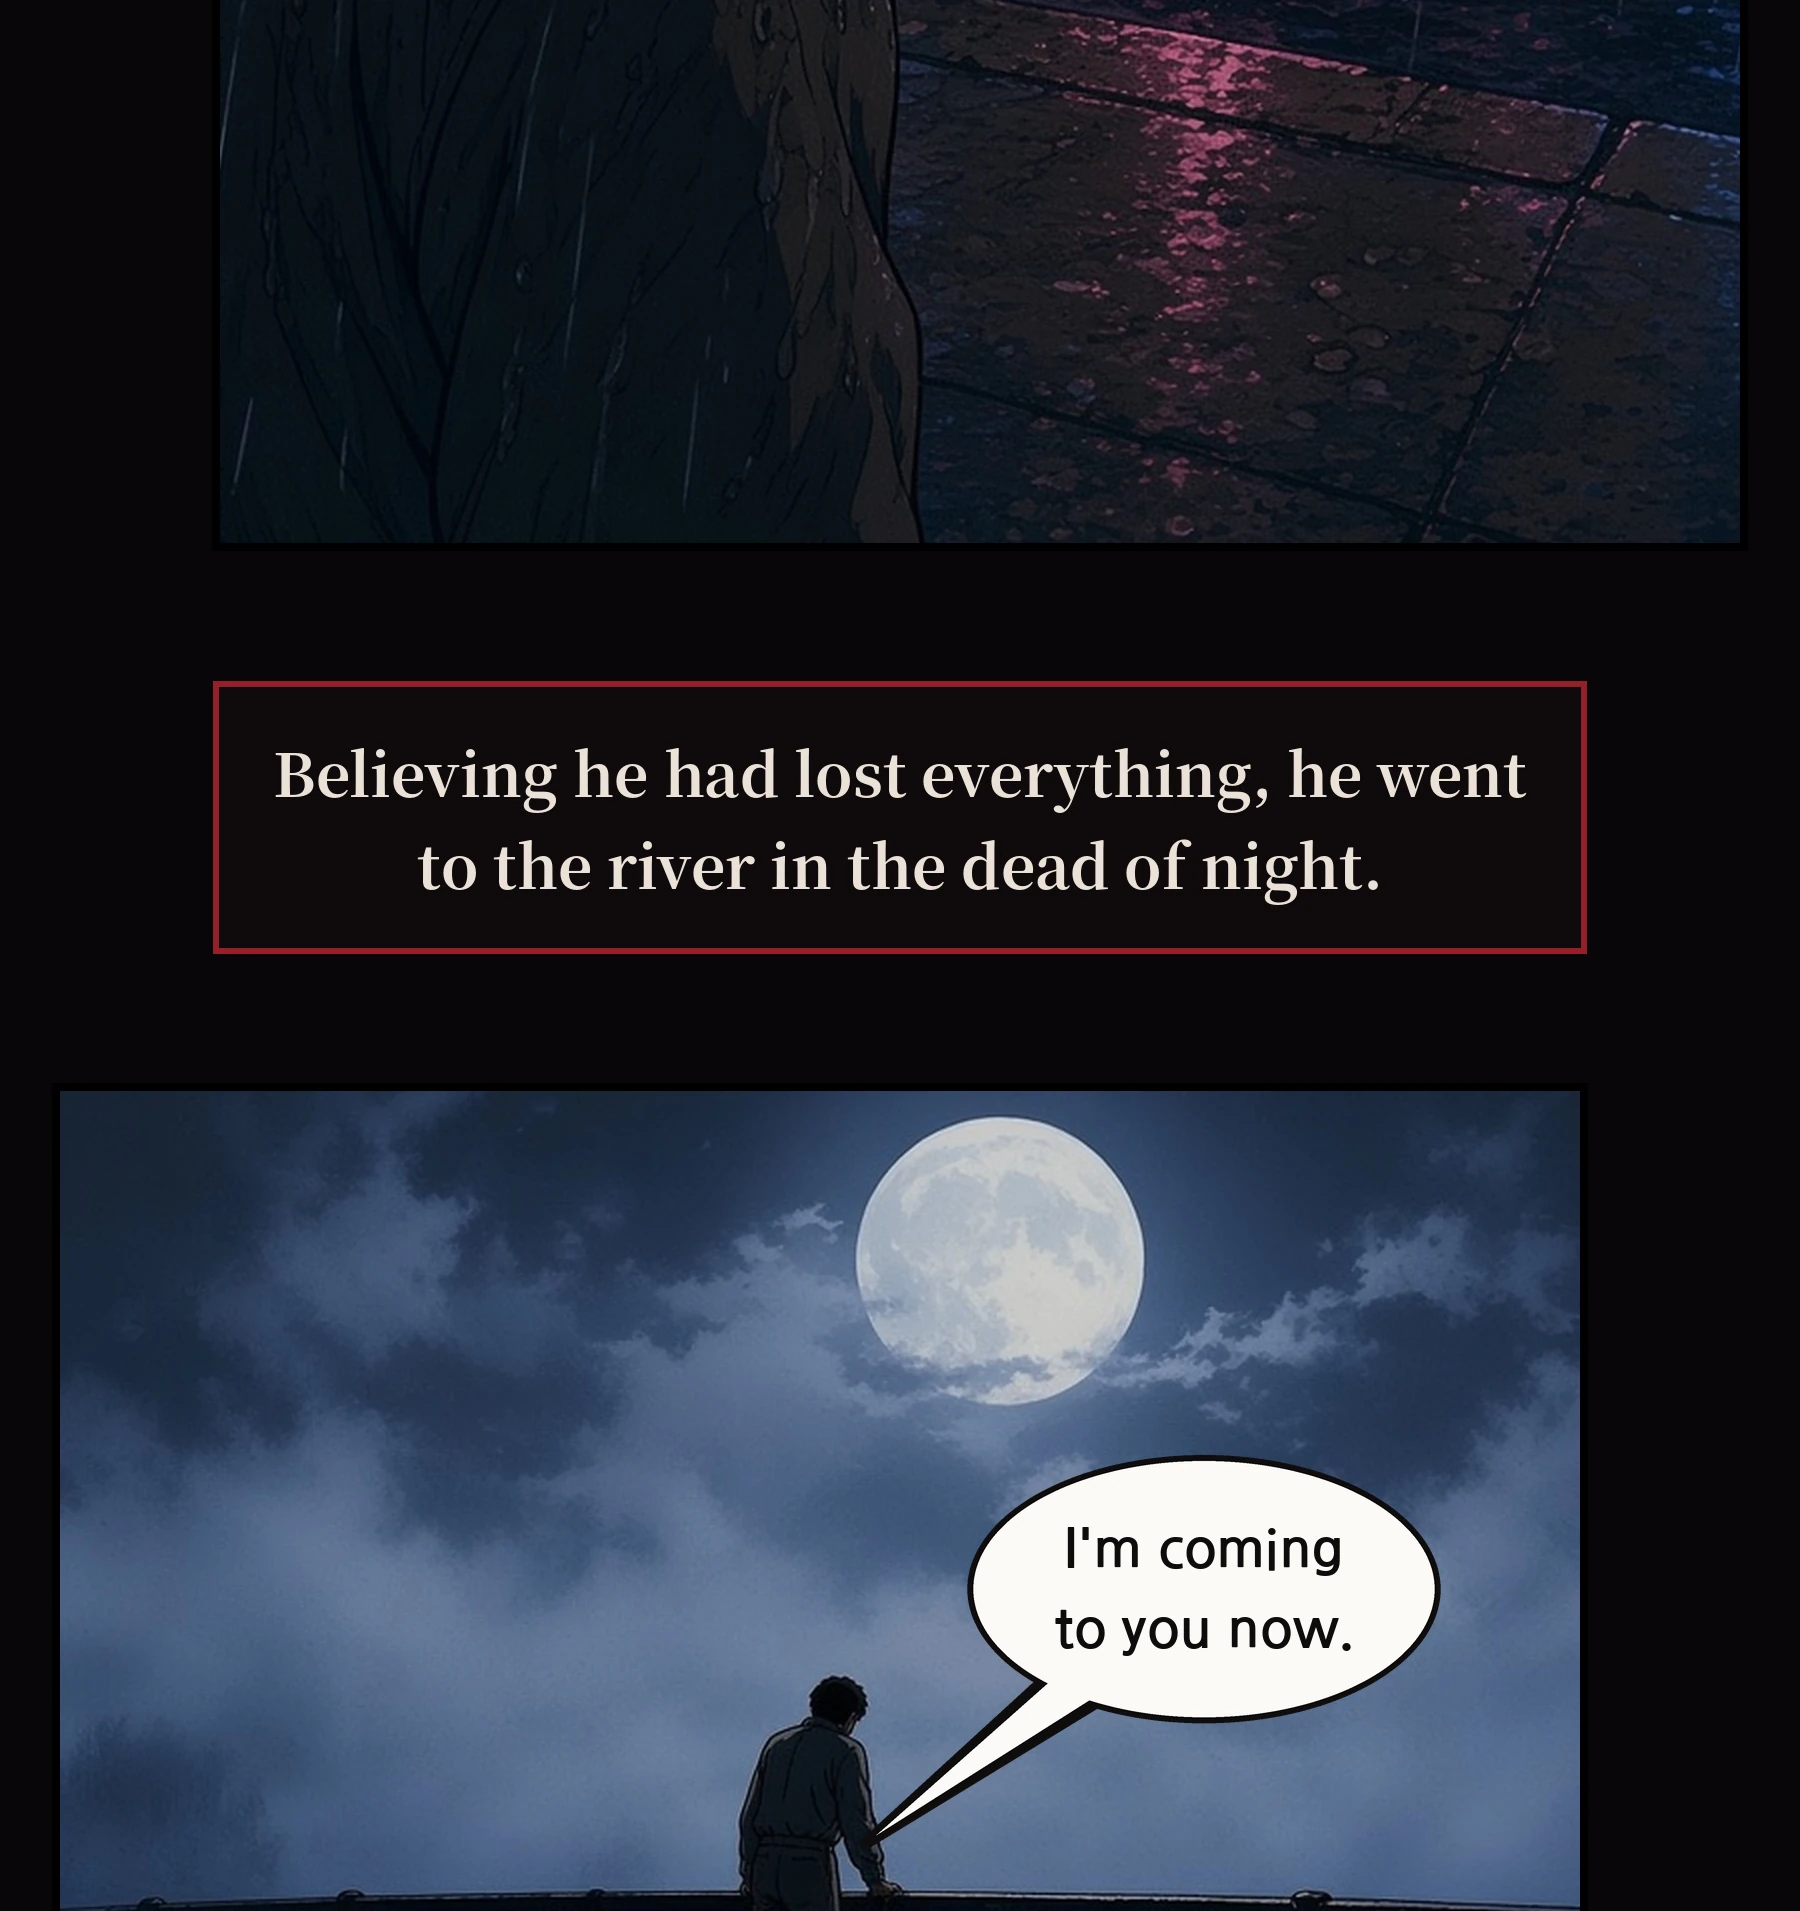 Believing he had lost everything, he went
to the river in the dead of night.
I'm coming
to you now.